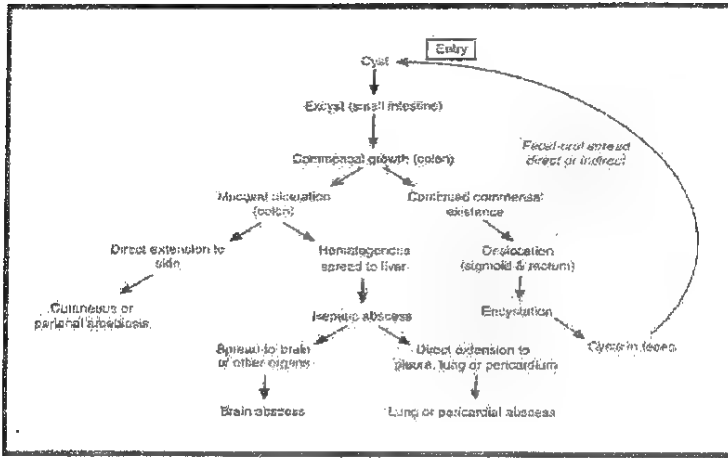 Entry
Cyst
Excyst (small intestine)
Fecal-oral spread
direct or indirect
Commensal growth (colon)
Mucosal ulceration
(colon)
Continued commensal
existence
Direct extension to
skin
Hematogenous
spread to liver
Dislocation
(sigmoid & rectum)
Cutaneous or
perianal amebiasis
Hepatic abscess
Encystation
Spread to brain
or other organs
Direct extension to
pleura, lung or pericardium
Cysts in feces
Brain abscess
Lung or pericardial abscess